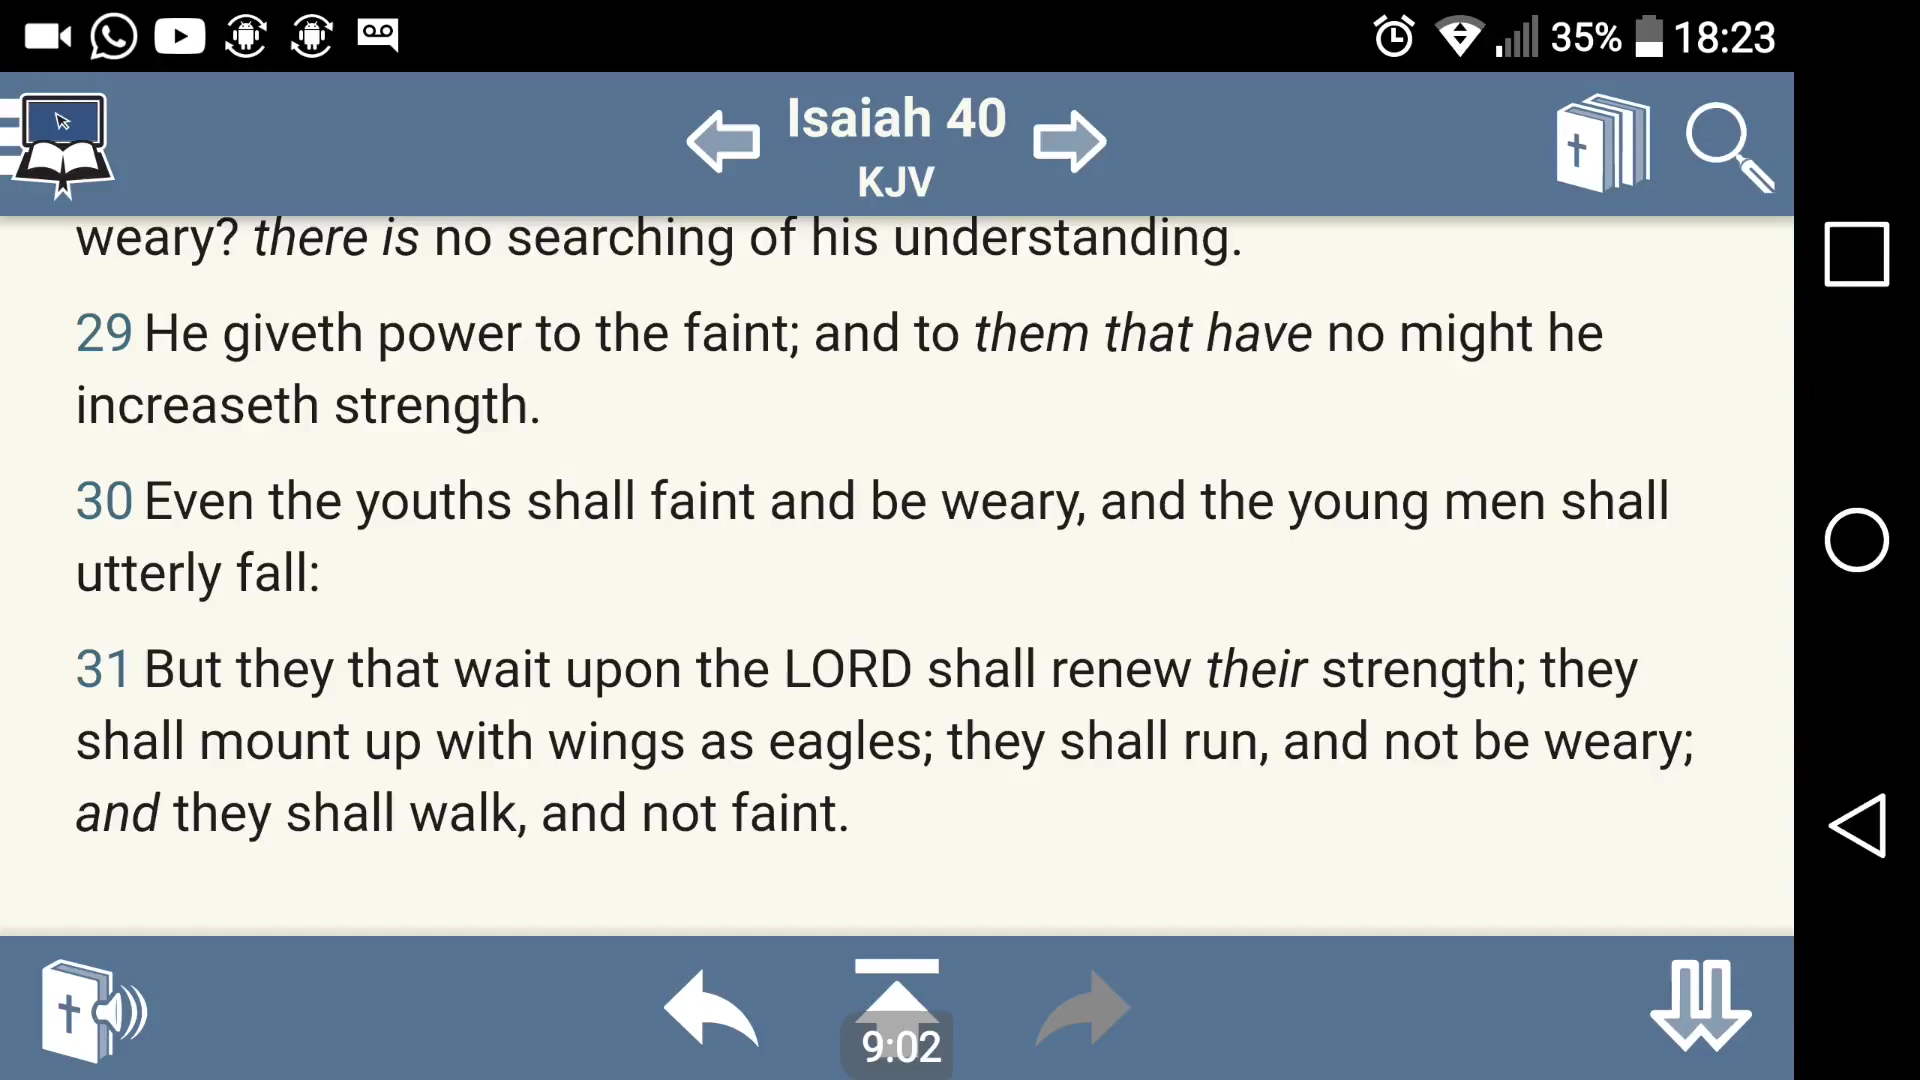 35% 18:23
Isaiah 40
KJV
weary? there is no searching of his understanding.
29 He giveth power to the faint; and to them that have no might he
increaseth strength.
30 Even the youths shall faint and be weary, and the young men shall
utterly fall:
31 But they that wait upon the LORD shall renew their strength; they
shall mount up with wings as eagles; they shall run, and not be weary;
and they shall walk, and not faint.
9:02